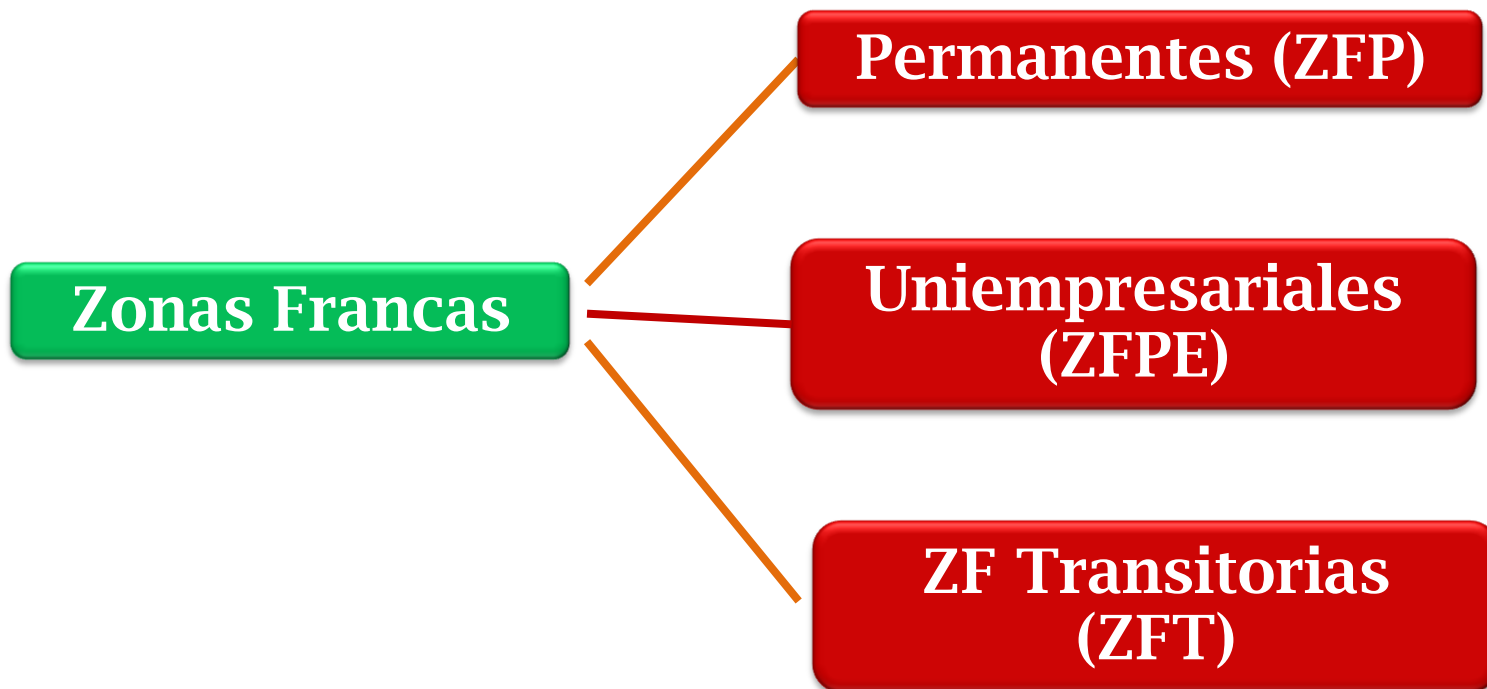 Permanentes (ZFP)
Zonas Francas
Uniempresariales
(ZFPE)
ZF Transitorias
(ZFT)